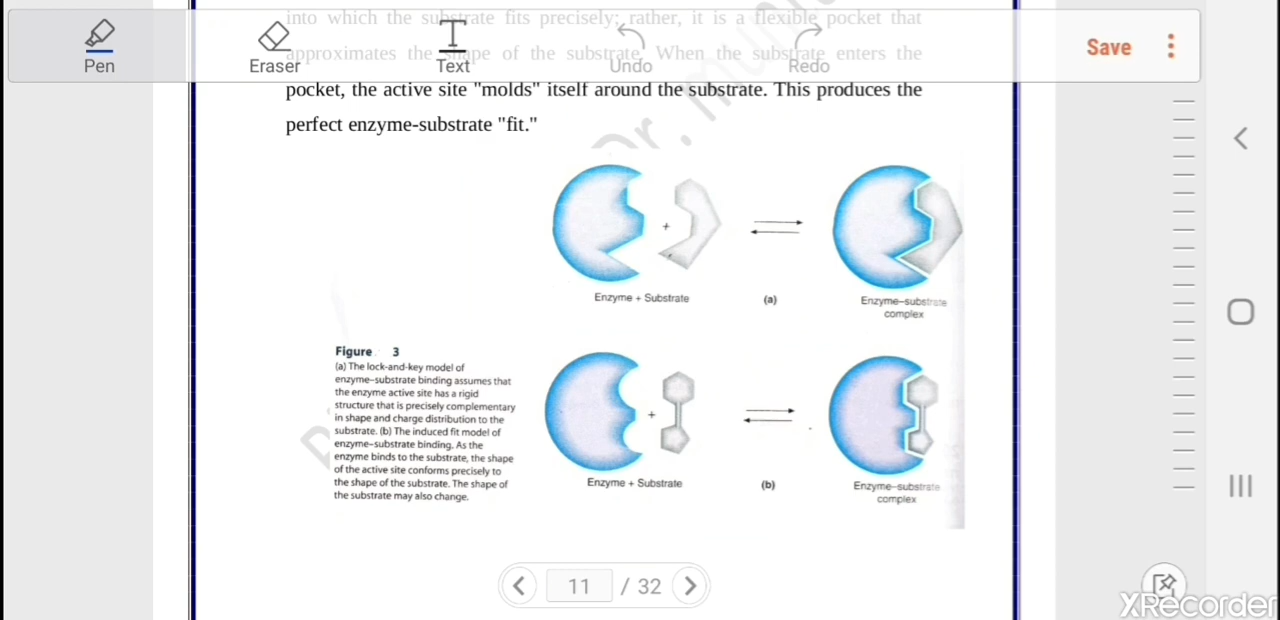 into which the substrate fits precisely; rather, it is a flexible pocket that
approximates the shape of the substrate. When the substrate enters the
Pen
Eraser
Text
Undo
Redo
Save
pocket, the active site "molds" itself around the substrate. This produces the
perfect enzyme-substrate "fit."
Dr.
+
Enzyme + Substrate
(a)
Enzyme–substrate
complex
Figure 3
(a) The lock-and-key model of
enzyme–substrate binding assumes that
the enzyme active site has a rigid
structure that is precisely complementary
in shape and charge distribution to the
substrate. (b) The induced fit model of
enzyme–substrate binding. As the
enzyme binds to the substrate, the shape
of the active site conforms precisely to
the shape of the substrate. The shape of
the substrate may also change.
+
Enzyme + Substrate
(b)
Enzyme–substrate
complex
11 / 32
XRecorder